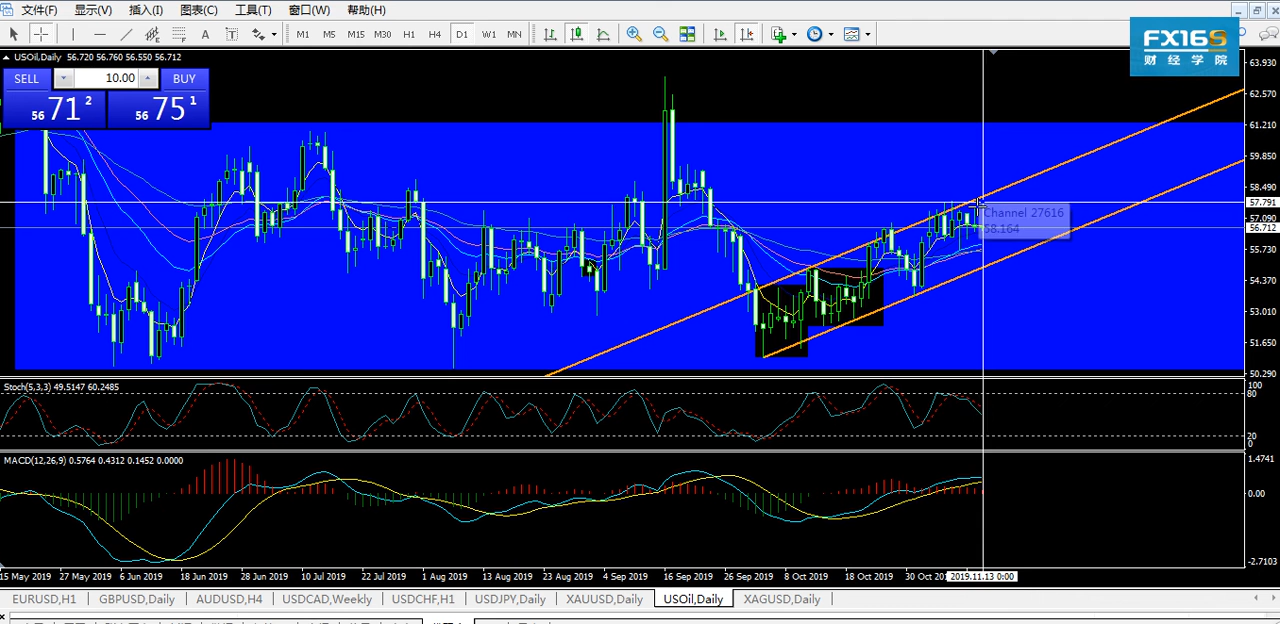 文件(F) 显示(V) 插入(I) 图表(C) 工具(T) 窗口(W) 帮助(H)
A T M1 M5 M15 M30 H1 H4 D1 W1 MN
FX168
财经学院
USOil,Daily 56.720 56.760 56.550 56.712
SELL 10.00 BUY
56 71 2 56 75 1
63.930
62.570
61.210
59.850
58.490
57.791
57.090
56.712
55.730
54.370
53.010
51.650
50.290
Channel 27616
58.164
Stoch(5,3,3) 49.5147 60.2485
100
80
20
0
MACD(12,26,9) 0.5764 0.4312 0.1452 0.0000
1.4741
0.00
-2.7103
15 May 2019 27 May 2019 6 Jun 2019 18 Jun 2019 28 Jun 2019 10 Jul 2019 22 Jul 2019 1 Aug 2019 13 Aug 2019 23 Aug 2019 4 Sep 2019 16 Sep 2019 26 Sep 2019 8 Oct 2019 18 Oct 2019 30 Oct 2019.11.13 0:00
EURUSD,H1 GBPUSD,Daily AUDUSD,H4 USDCAD,Weekly USDCHF,H1 USDJPY,Daily XAUUSD,Daily USOil,Daily XAGUSD,Daily